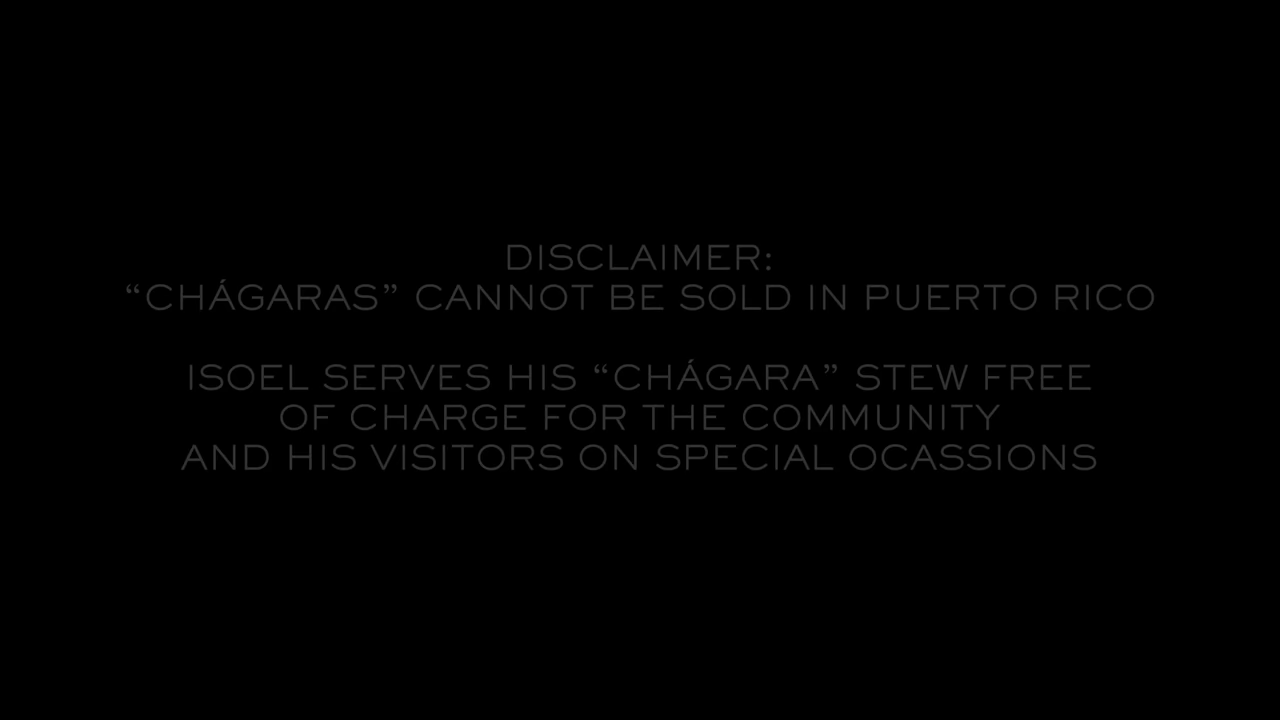 DISCLAIMER:
“CHÁGARAS” CANNOT BE SOLD IN PUERTO RICO
ISOEL SERVES HIS “CHÁGARA” STEW FREE
OF CHARGE FOR THE COMMUNITY
AND HIS VISITORS ON SPECIAL OCASSIONS